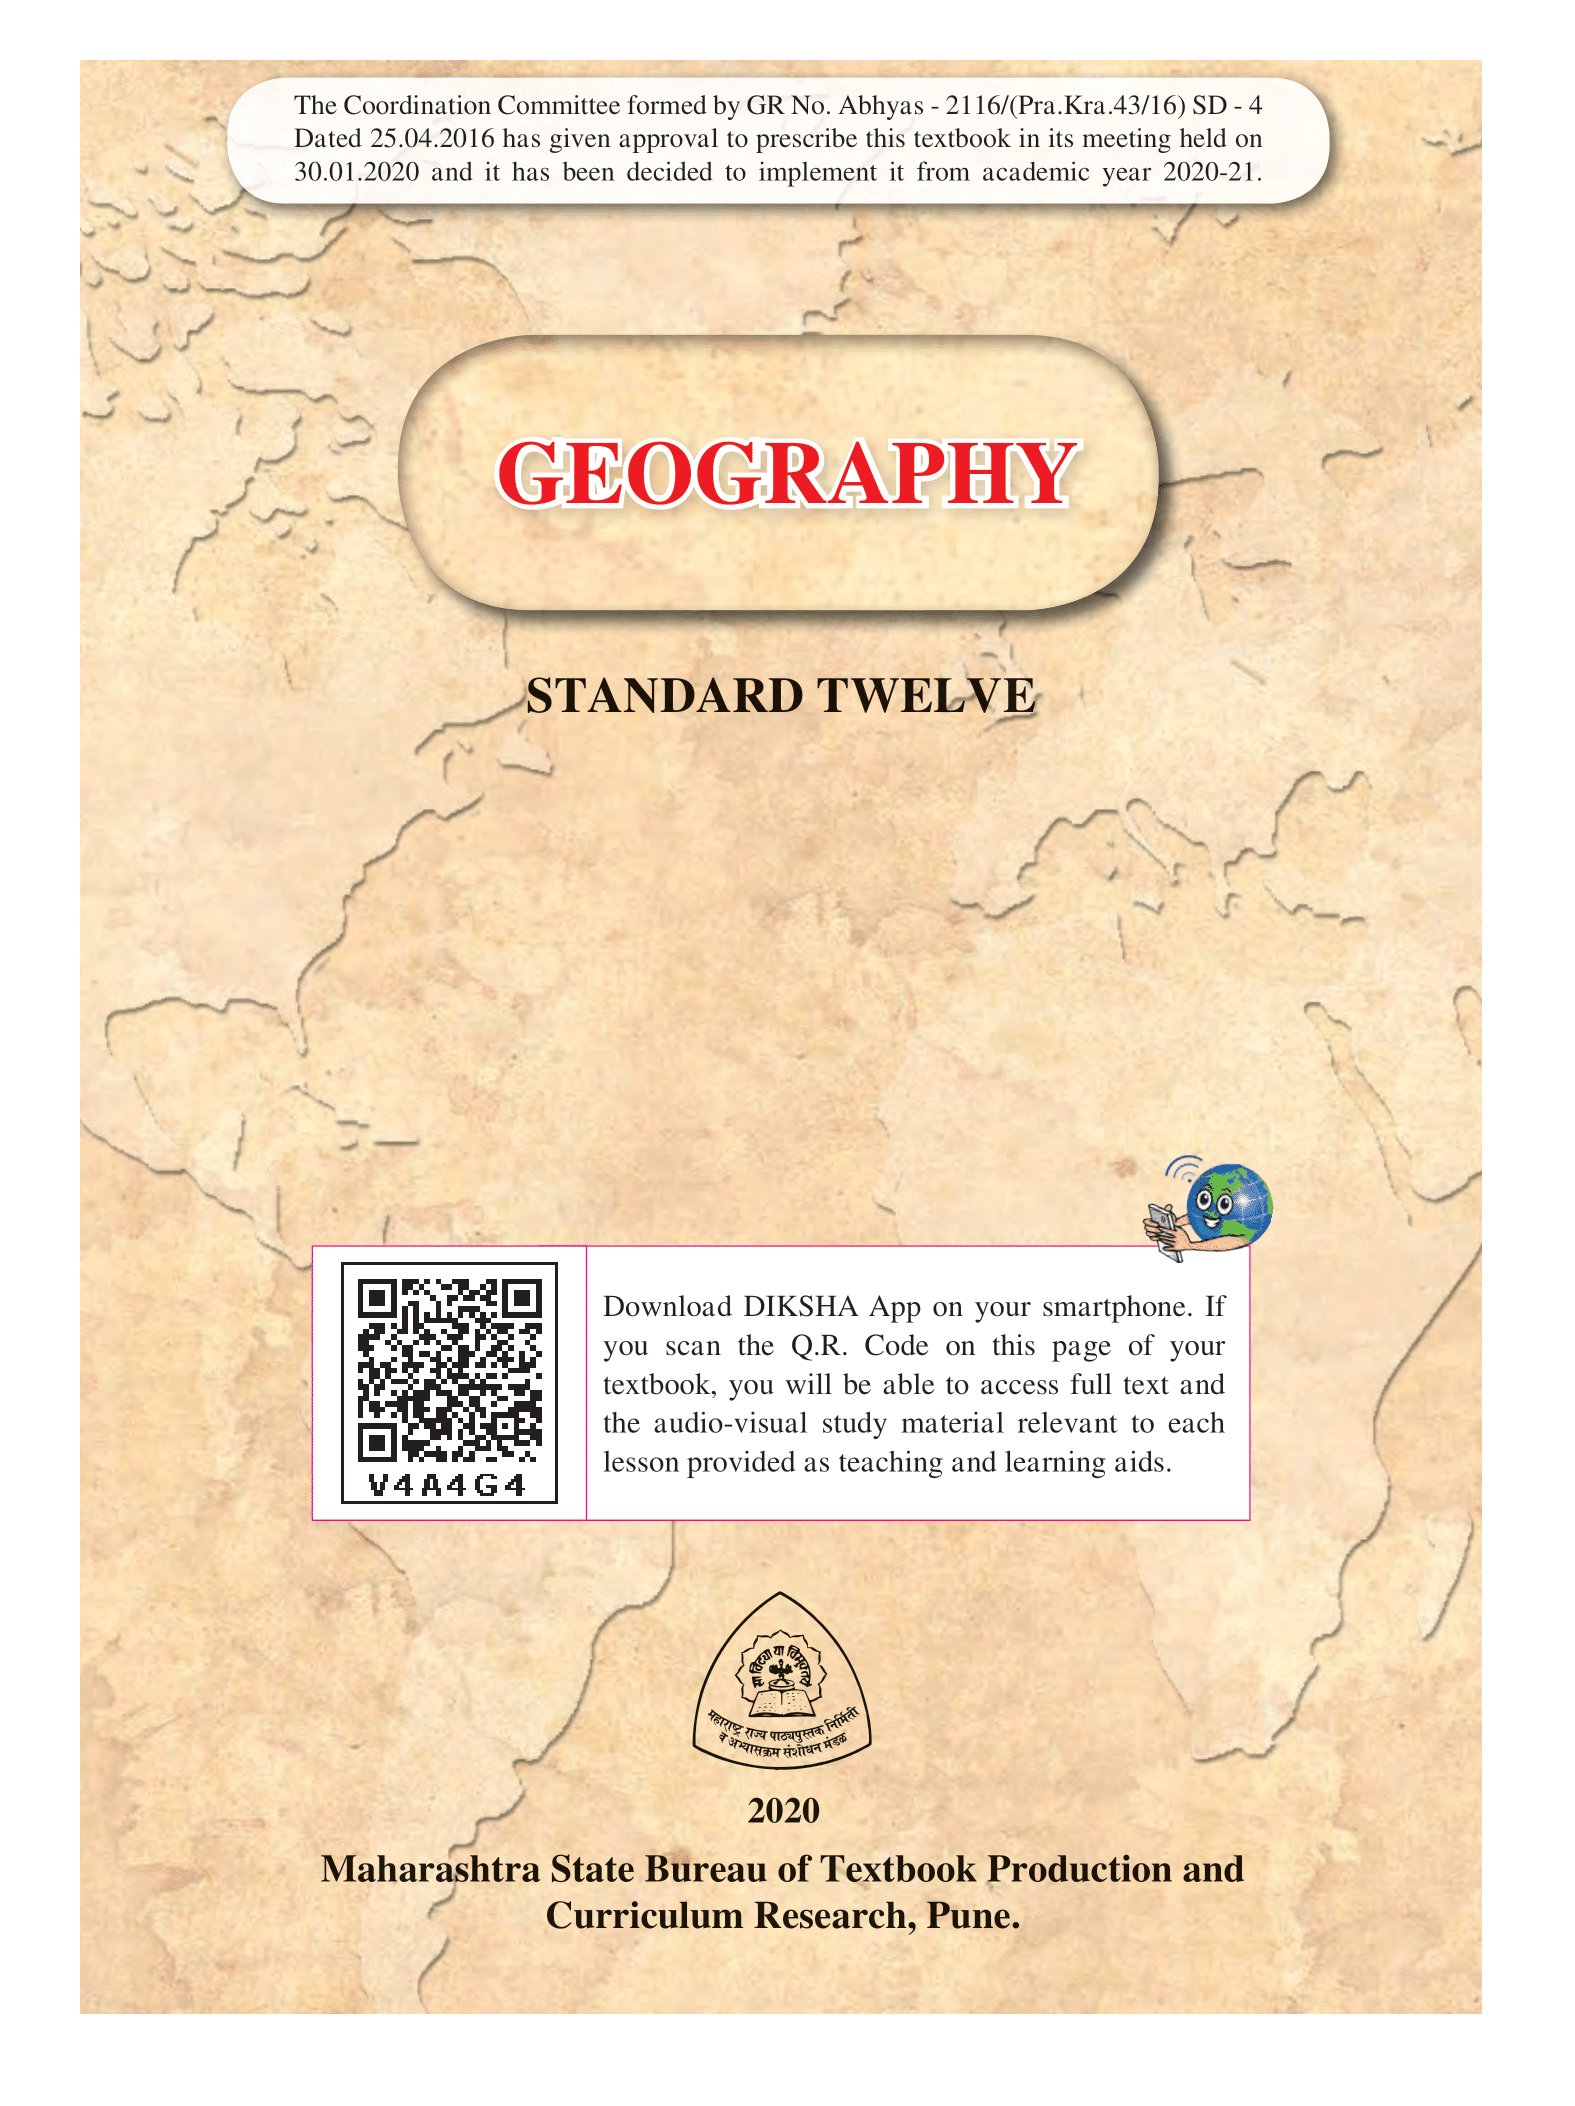 The Coordination Committee formed by GR No. Abhyas - 2116/(Pra.Kra.43/16) SD - 4
Dated 25.04.2016 has given approval to prescribe this textbook in its meeting held on
30.01.2020 and it has been decided to implement it from academic year 2020-21.
GEOGRAPHY
STANDARD TWELVE
Download DIKSHA App on your smartphone. If
you scan the Q.R. Code on this page of your
textbook, you will be able to access full text and
the audio-visual study material relevant to each
lesson provided as teaching and learning aids.
V4A4G4
सा विद्या या विमुक्तये
महाराष्ट्र राज्य पाठ्यपुस्तक निर्मिती
व अभ्यासक्रम संशोधन मंडळ
2020
Maharashtra State Bureau of Textbook Production and
Curriculum Research, Pune.